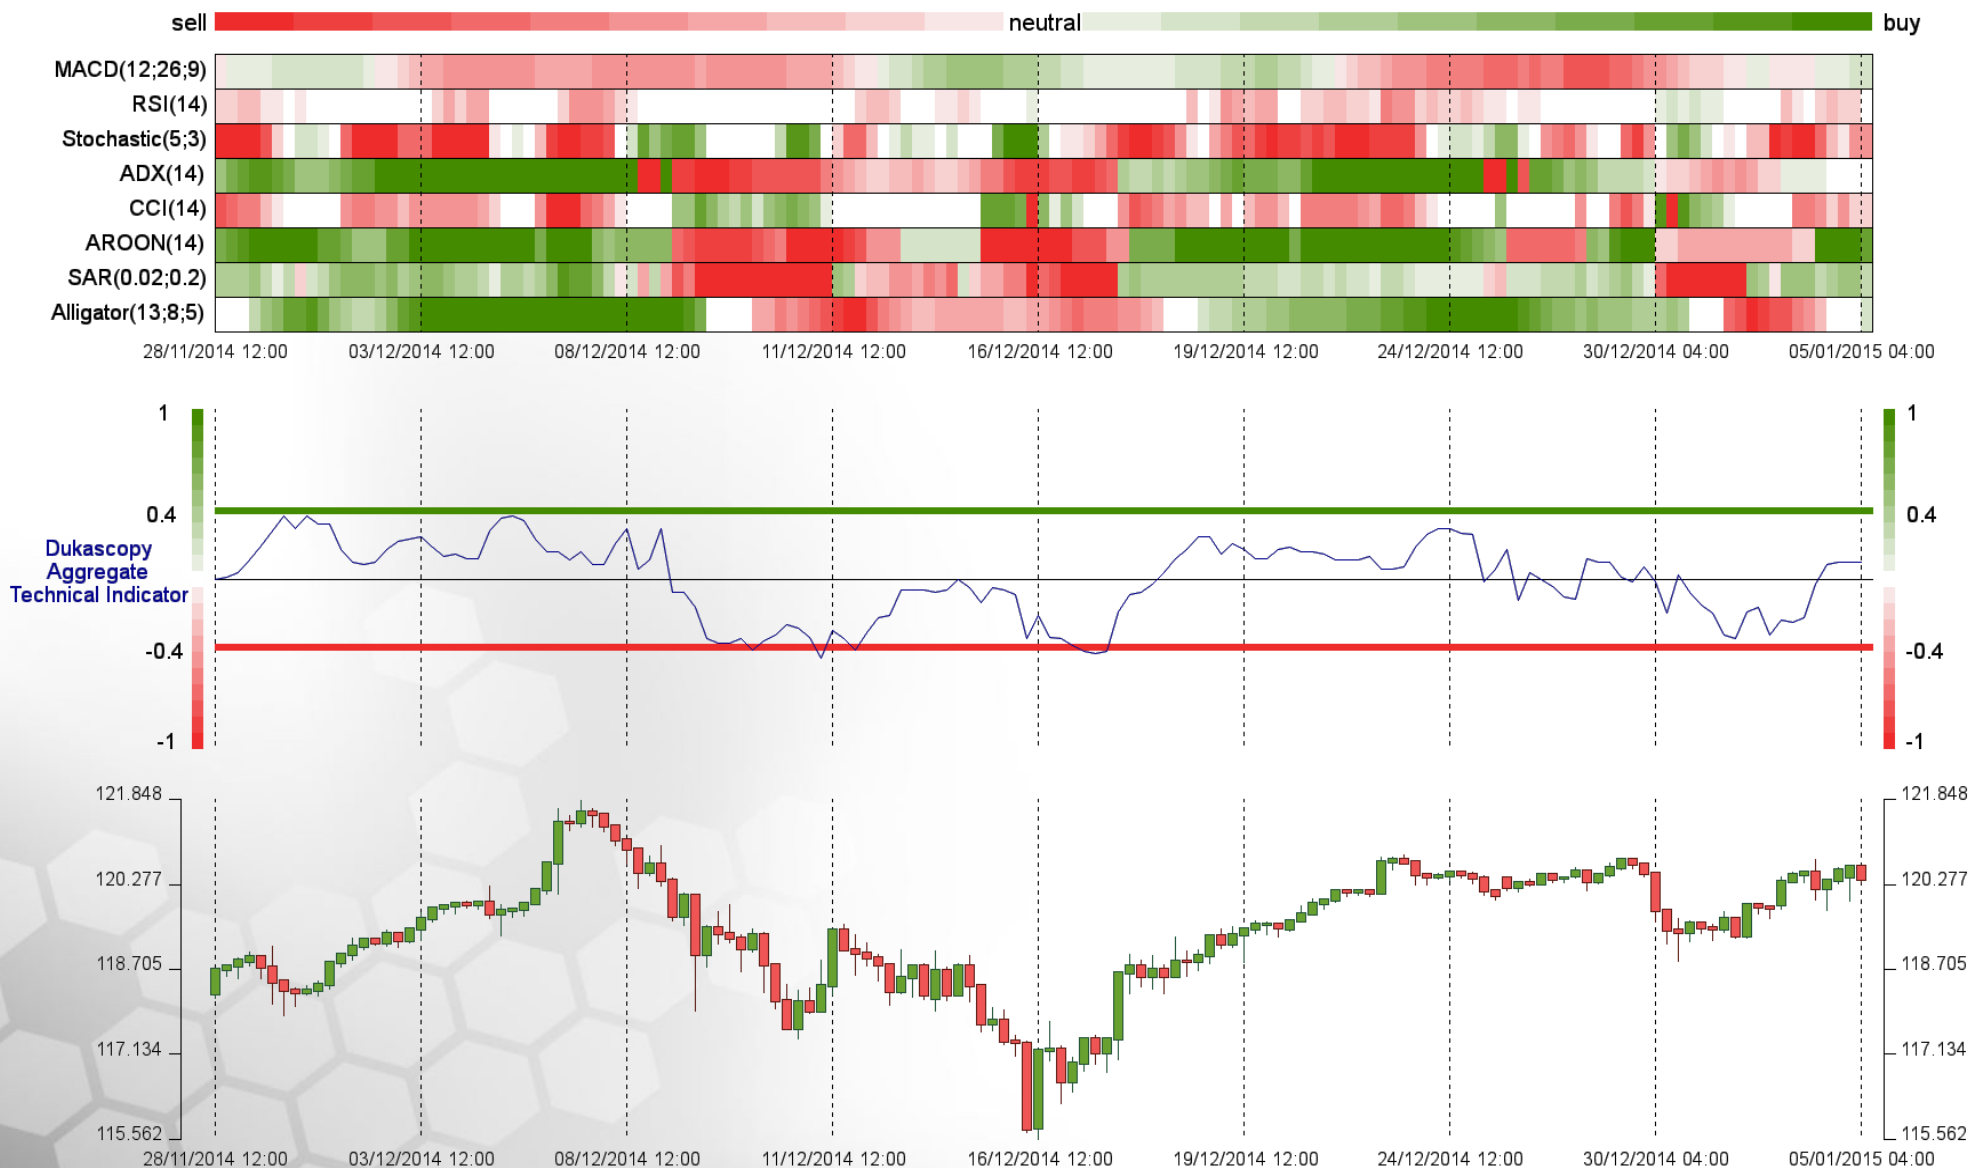 sell neutral buy
MACD(12;26;9)
RSI(14)
Stochastic(5;3)
ADX(14)
CCI(14)
AROON(14)
SAR(0.02;0.2)
Alligator(13;8;5)
28/11/2014 12:00 03/12/2014 12:00 08/12/2014 12:00 11/12/2014 12:00 16/12/2014 12:00 19/12/2014 12:00 24/12/2014 12:00 30/12/2014 04:00 05/01/2015 04:00
1 1
0.4 0.4
Dukascopy
Aggregate
Technical Indicator
-0.4 -0.4
-1 -1
121.848 121.848
120.277 120.277
118.705 118.705
117.134 117.134
115.562 115.562
28/11/2014 12:00 03/12/2014 12:00 08/12/2014 12:00 11/12/2014 12:00 16/12/2014 12:00 19/12/2014 12:00 24/12/2014 12:00 30/12/2014 04:00 05/01/2015 04:00